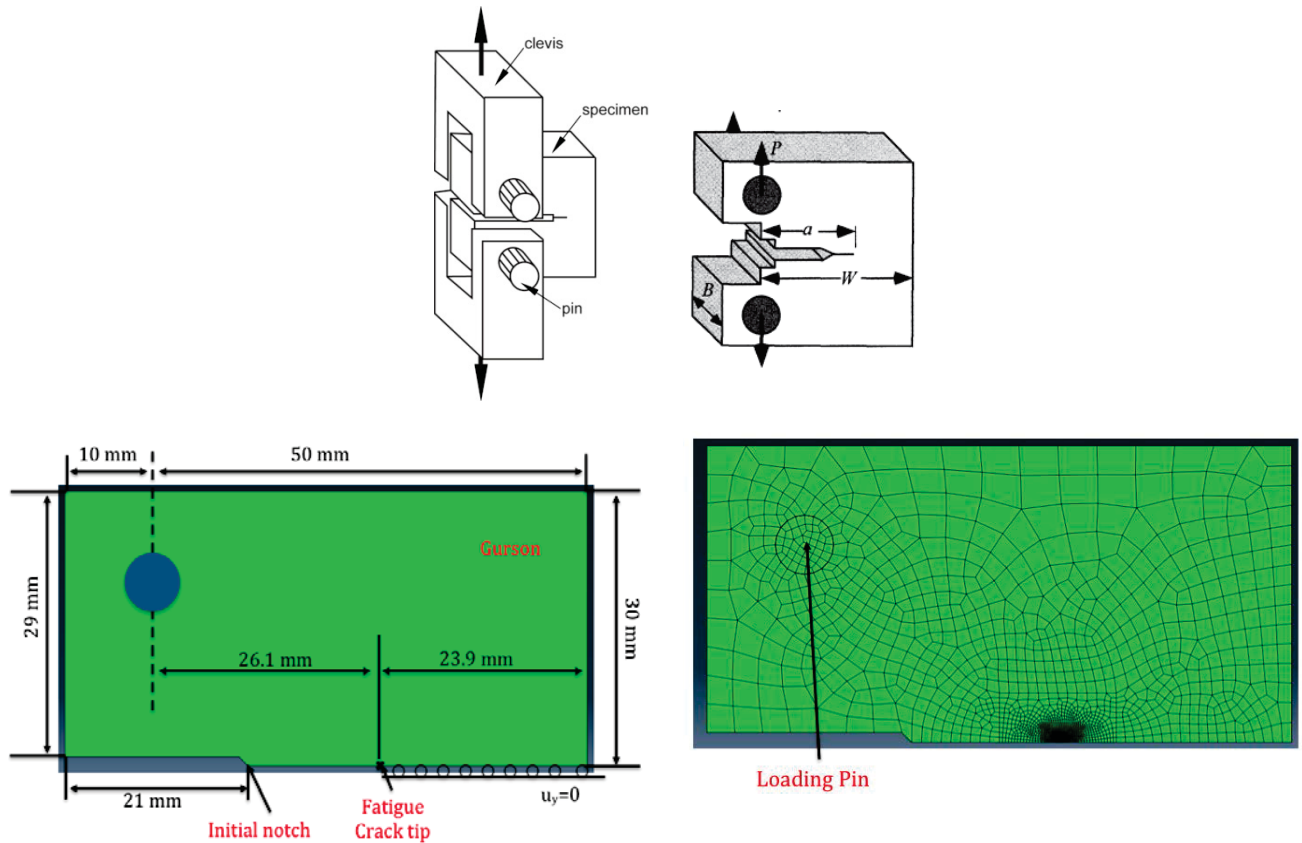 clevis
specimen
pin
P
a
W
B
10 mm
50 mm
Gurson
29 mm
30 mm
26.1 mm
23.9 mm
21 mm
Initial notch
Fatigue
Crack tip
uy=0
Loading Pin